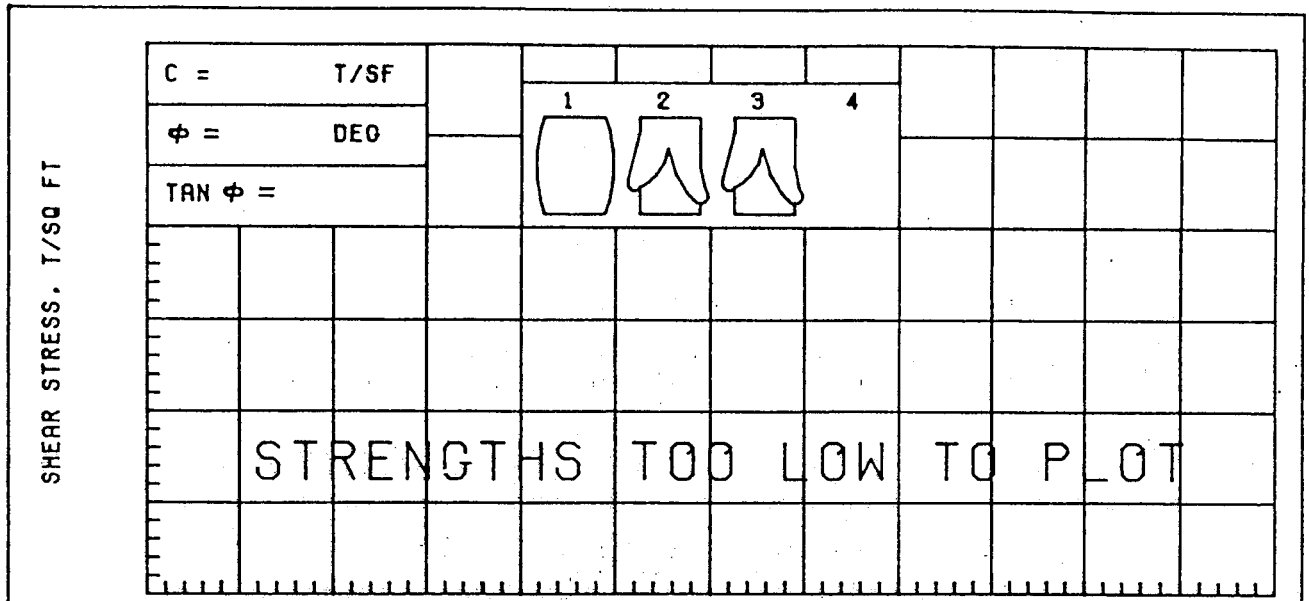 C = T/SF
φ = DEG
TAN φ =
1 2 3 4
SHEAR STRESS, T/SQ FT
STRENGTHS TOO LOW TO PLOT